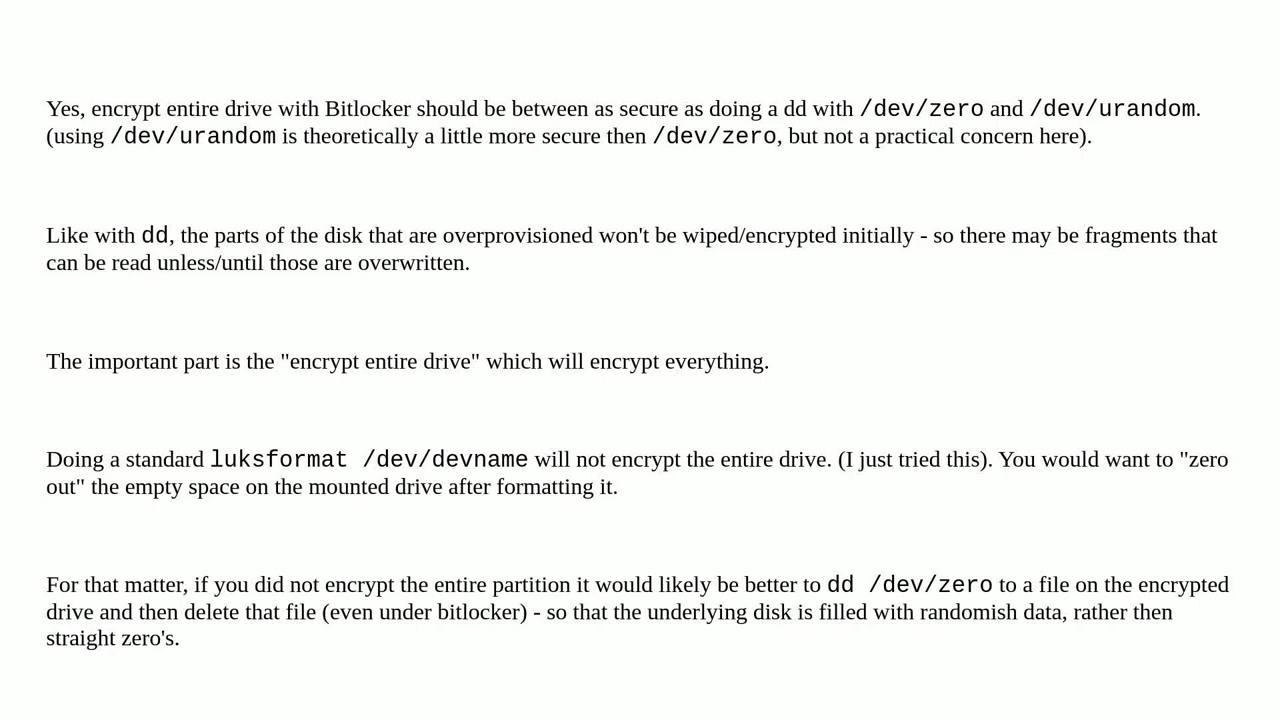 Yes, encrypt entire drive with Bitlocker should be between as secure as doing a dd with /dev/zero and /dev/urandom.
(using /dev/urandom is theoretically a little more secure then /dev/zero, but not a practical concern here).
Like with dd, the parts of the disk that are overprovisioned won't be wiped/encrypted initially - so there may be fragments that
can be read unless/until those are overwritten.
The important part is the "encrypt entire drive" which will encrypt everything.
Doing a standard luksformat /dev/devname will not encrypt the entire drive. (I just tried this). You would want to "zero
out" the empty space on the mounted drive after formatting it.
For that matter, if you did not encrypt the entire partition it would likely be better to dd /dev/zero to a file on the encrypted
drive and then delete that file (even under bitlocker) - so that the underlying disk is filled with randomish data, rather then
straight zero's.